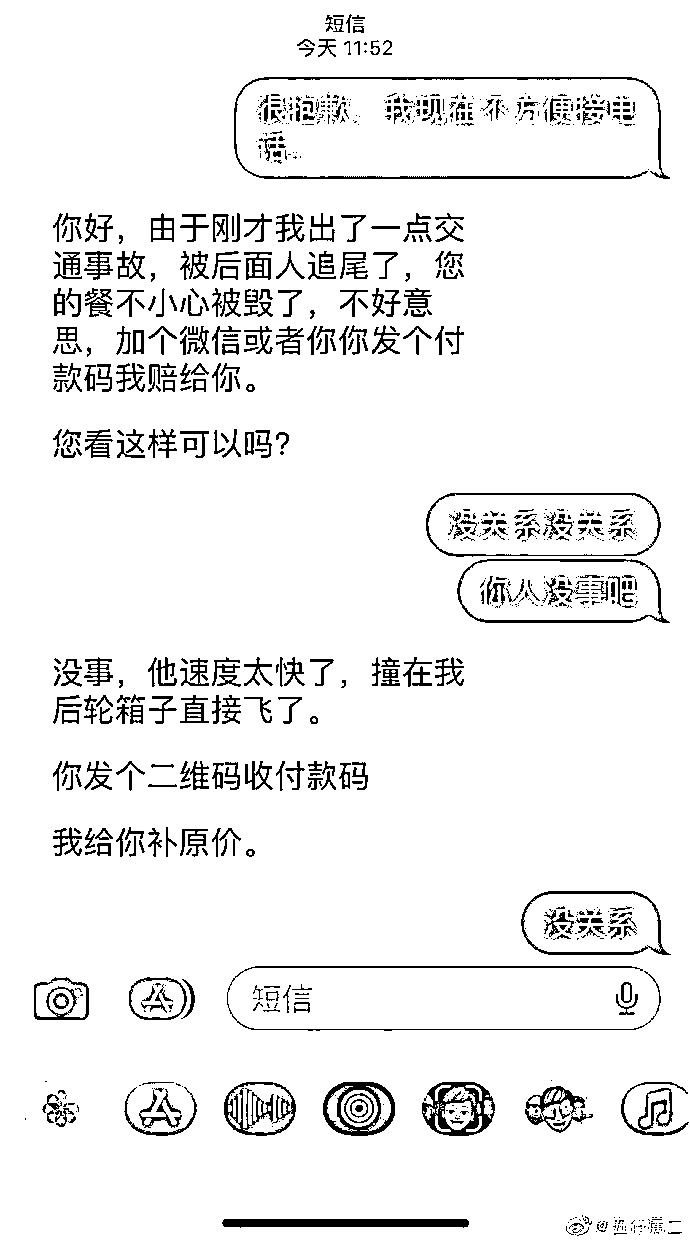 短信
今天 11:52
很抱歉，我现在不方便接电
话。
你好，由于刚才我出了一点交
通事故，被后面人追尾了，您
的餐不小心被毁了，不好意
思，加个微信或者你你发个付
款码我赔给你。
您看这样可以吗？
没关系没关系
你人没事吧
没事，他速度太快了，撞在我
后轮箱子直接飞了。
你发个二维码收付款码
我给你补原价。
没关系
短信